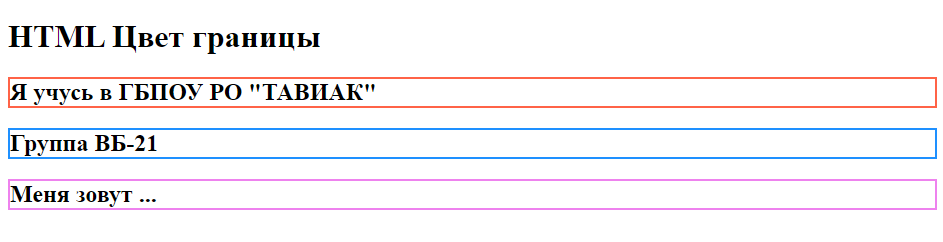 HTML Цвет границы
Я учусь в ГБПОУ РО "ТАВИАК"
Группа ВБ-21
Меня зовут ...